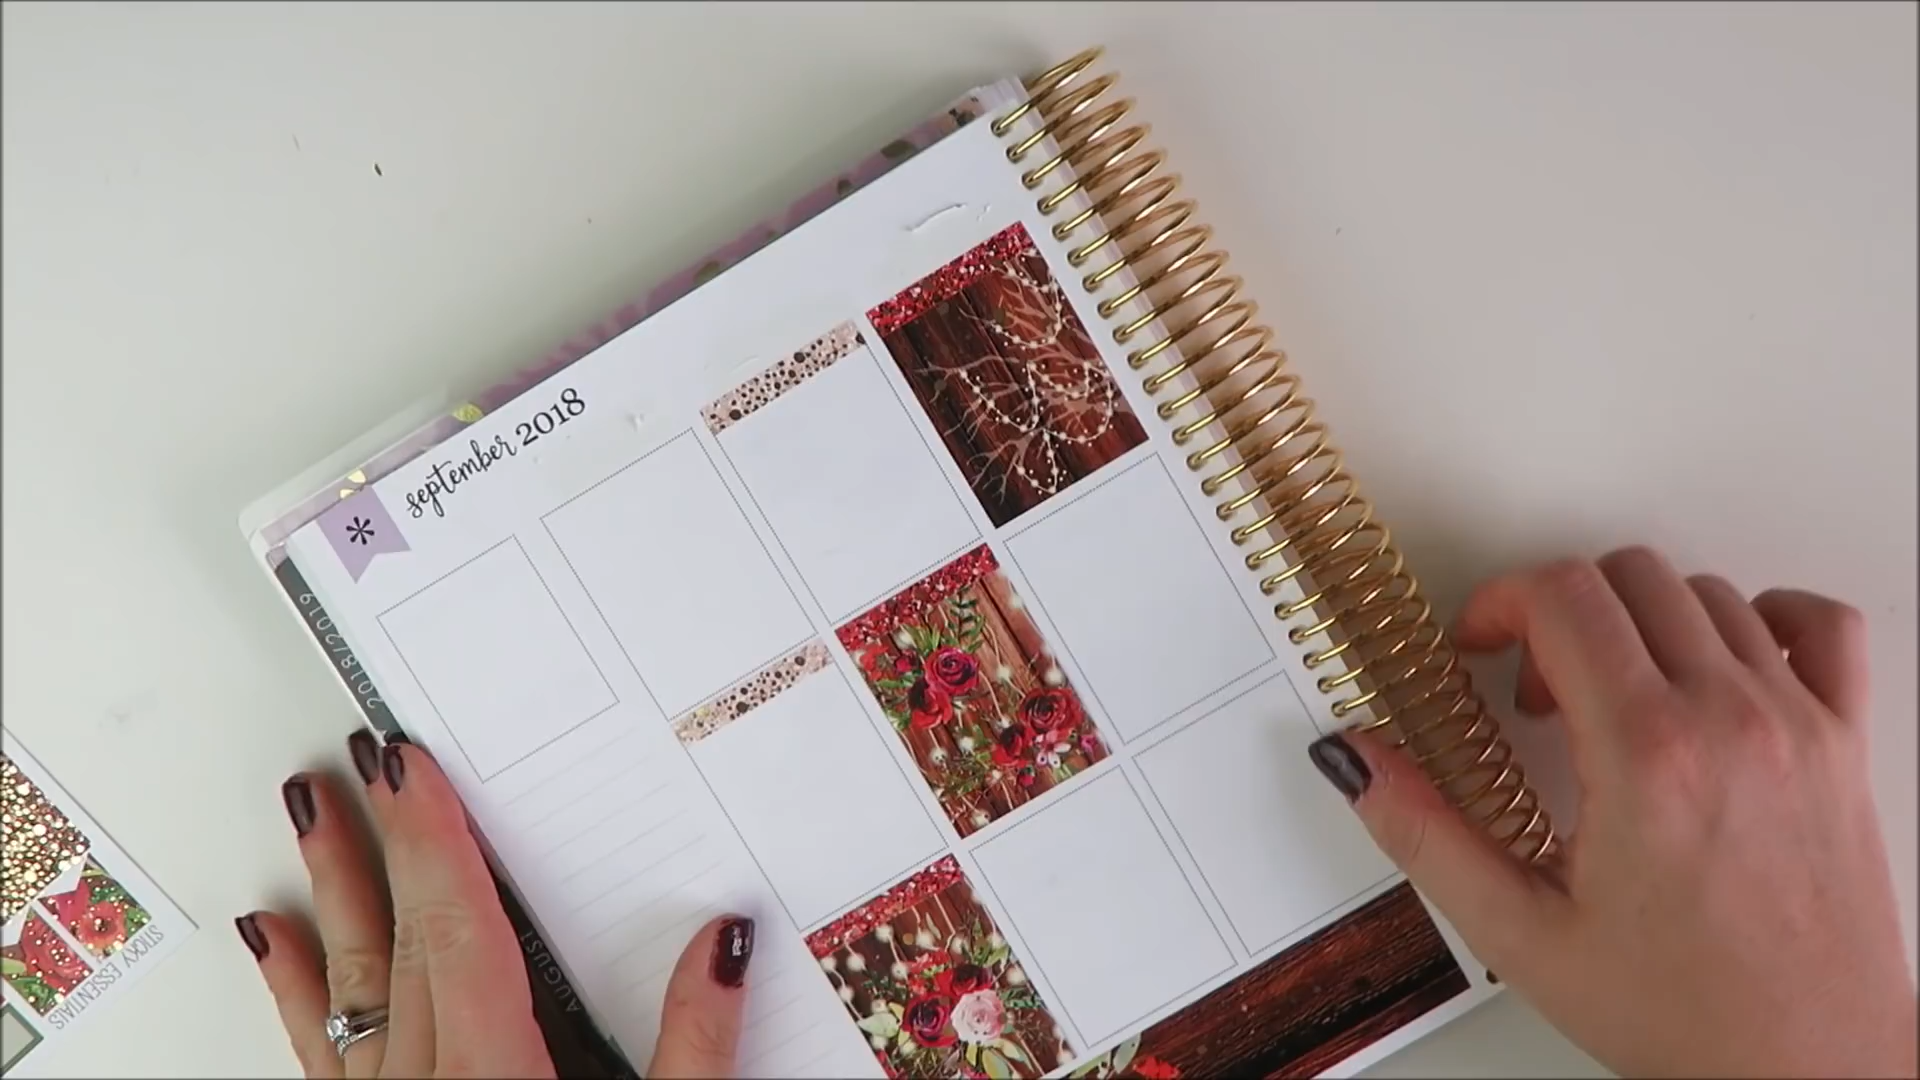 september 2018
*
2018/2019
AUGUST
STICKY ESSENTIALS